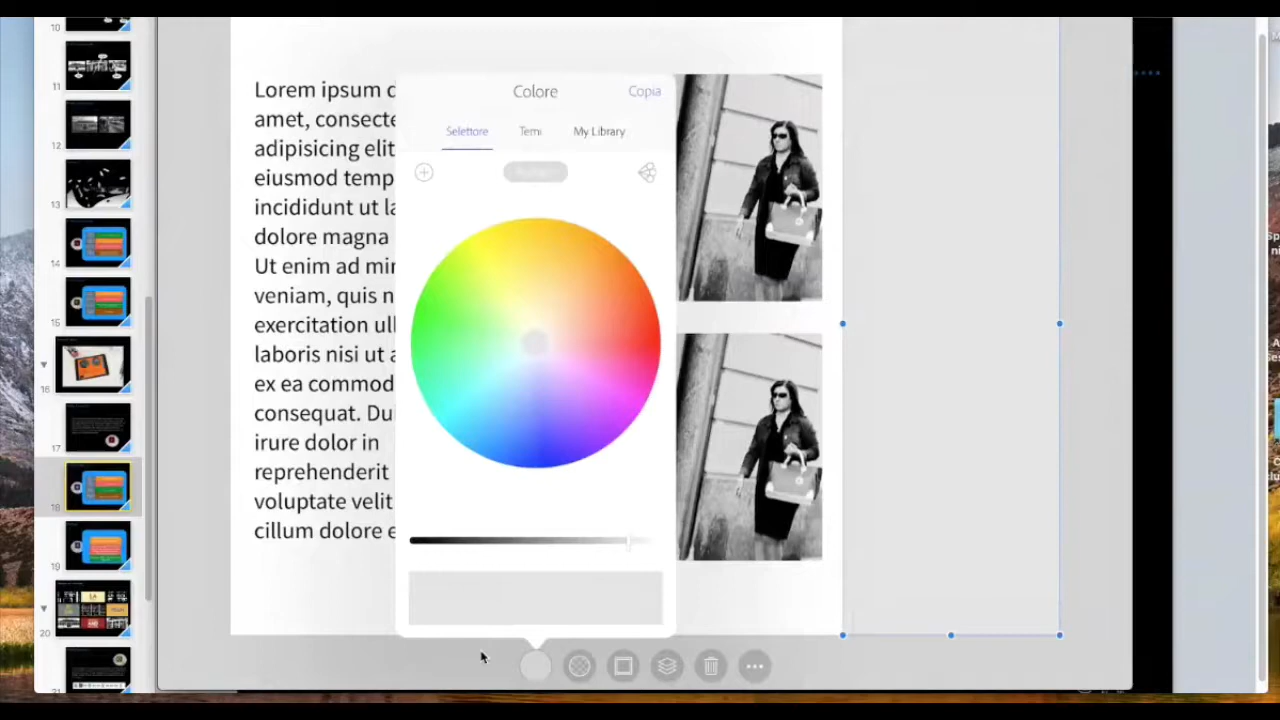 10
11
12
13
14
15
16
17
18
19
20
Lorem ipsum d
amet, consecte
adipisicing elit
eiusmod temp
incididunt ut la
dolore magna
Ut enim ad min
veniam, quis n
exercitation ull
laboris nisi ut a
ex ea commod
consequat. Dui
irure dolor in
reprehenderit
voluptate velit
cillum dolore e
Colore
Copia
Selettore
Temi
My Library